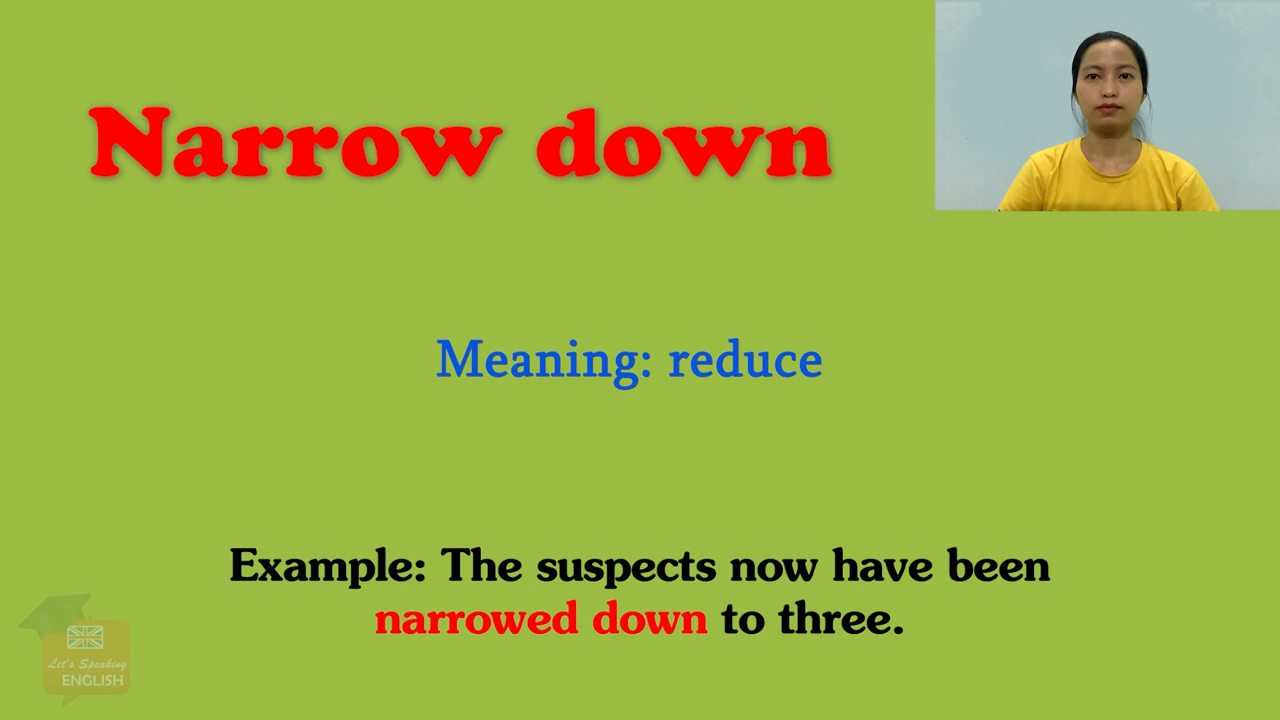 Narrow down
Meaning: reduce
Example: The suspects now have been
narrowed down to three.
Let's Speaking
ENGLISH